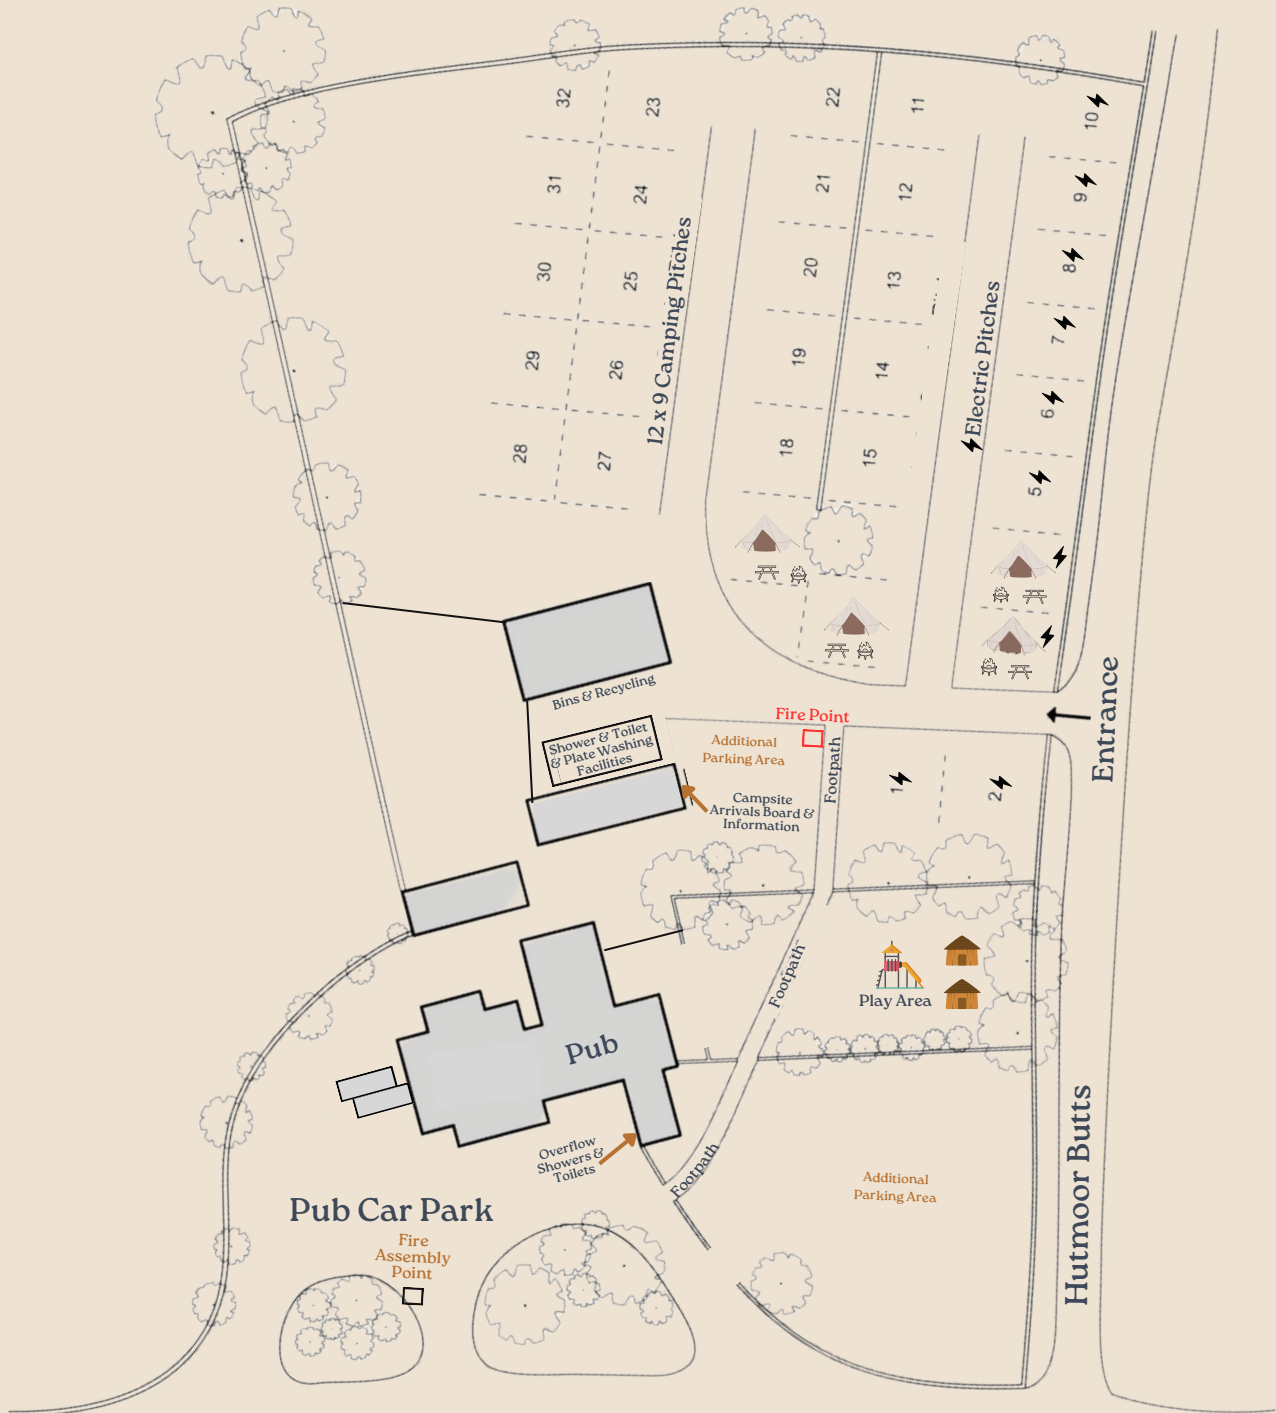 32
23
22
11
10
31
24
21
12
9
30
25
20
13
8
29
26
19
14
7
6
28
27
18
15
5
12 x 9 Camping Pitches
Electric Pitches
Bins & Recycling
Shower & Toilet
& Plate Washing
Facilities
Fire Point
Additional
Parking Area
Footpath
Entrance
1
2
Campsite
Arrivals Board &
Information
Footpath
Play Area
Pub
Overflow
Showers &
Toilets
Footpath
Additional
Parking Area
Hutmoor Butts
Pub Car Park
Fire
Assembly
Point